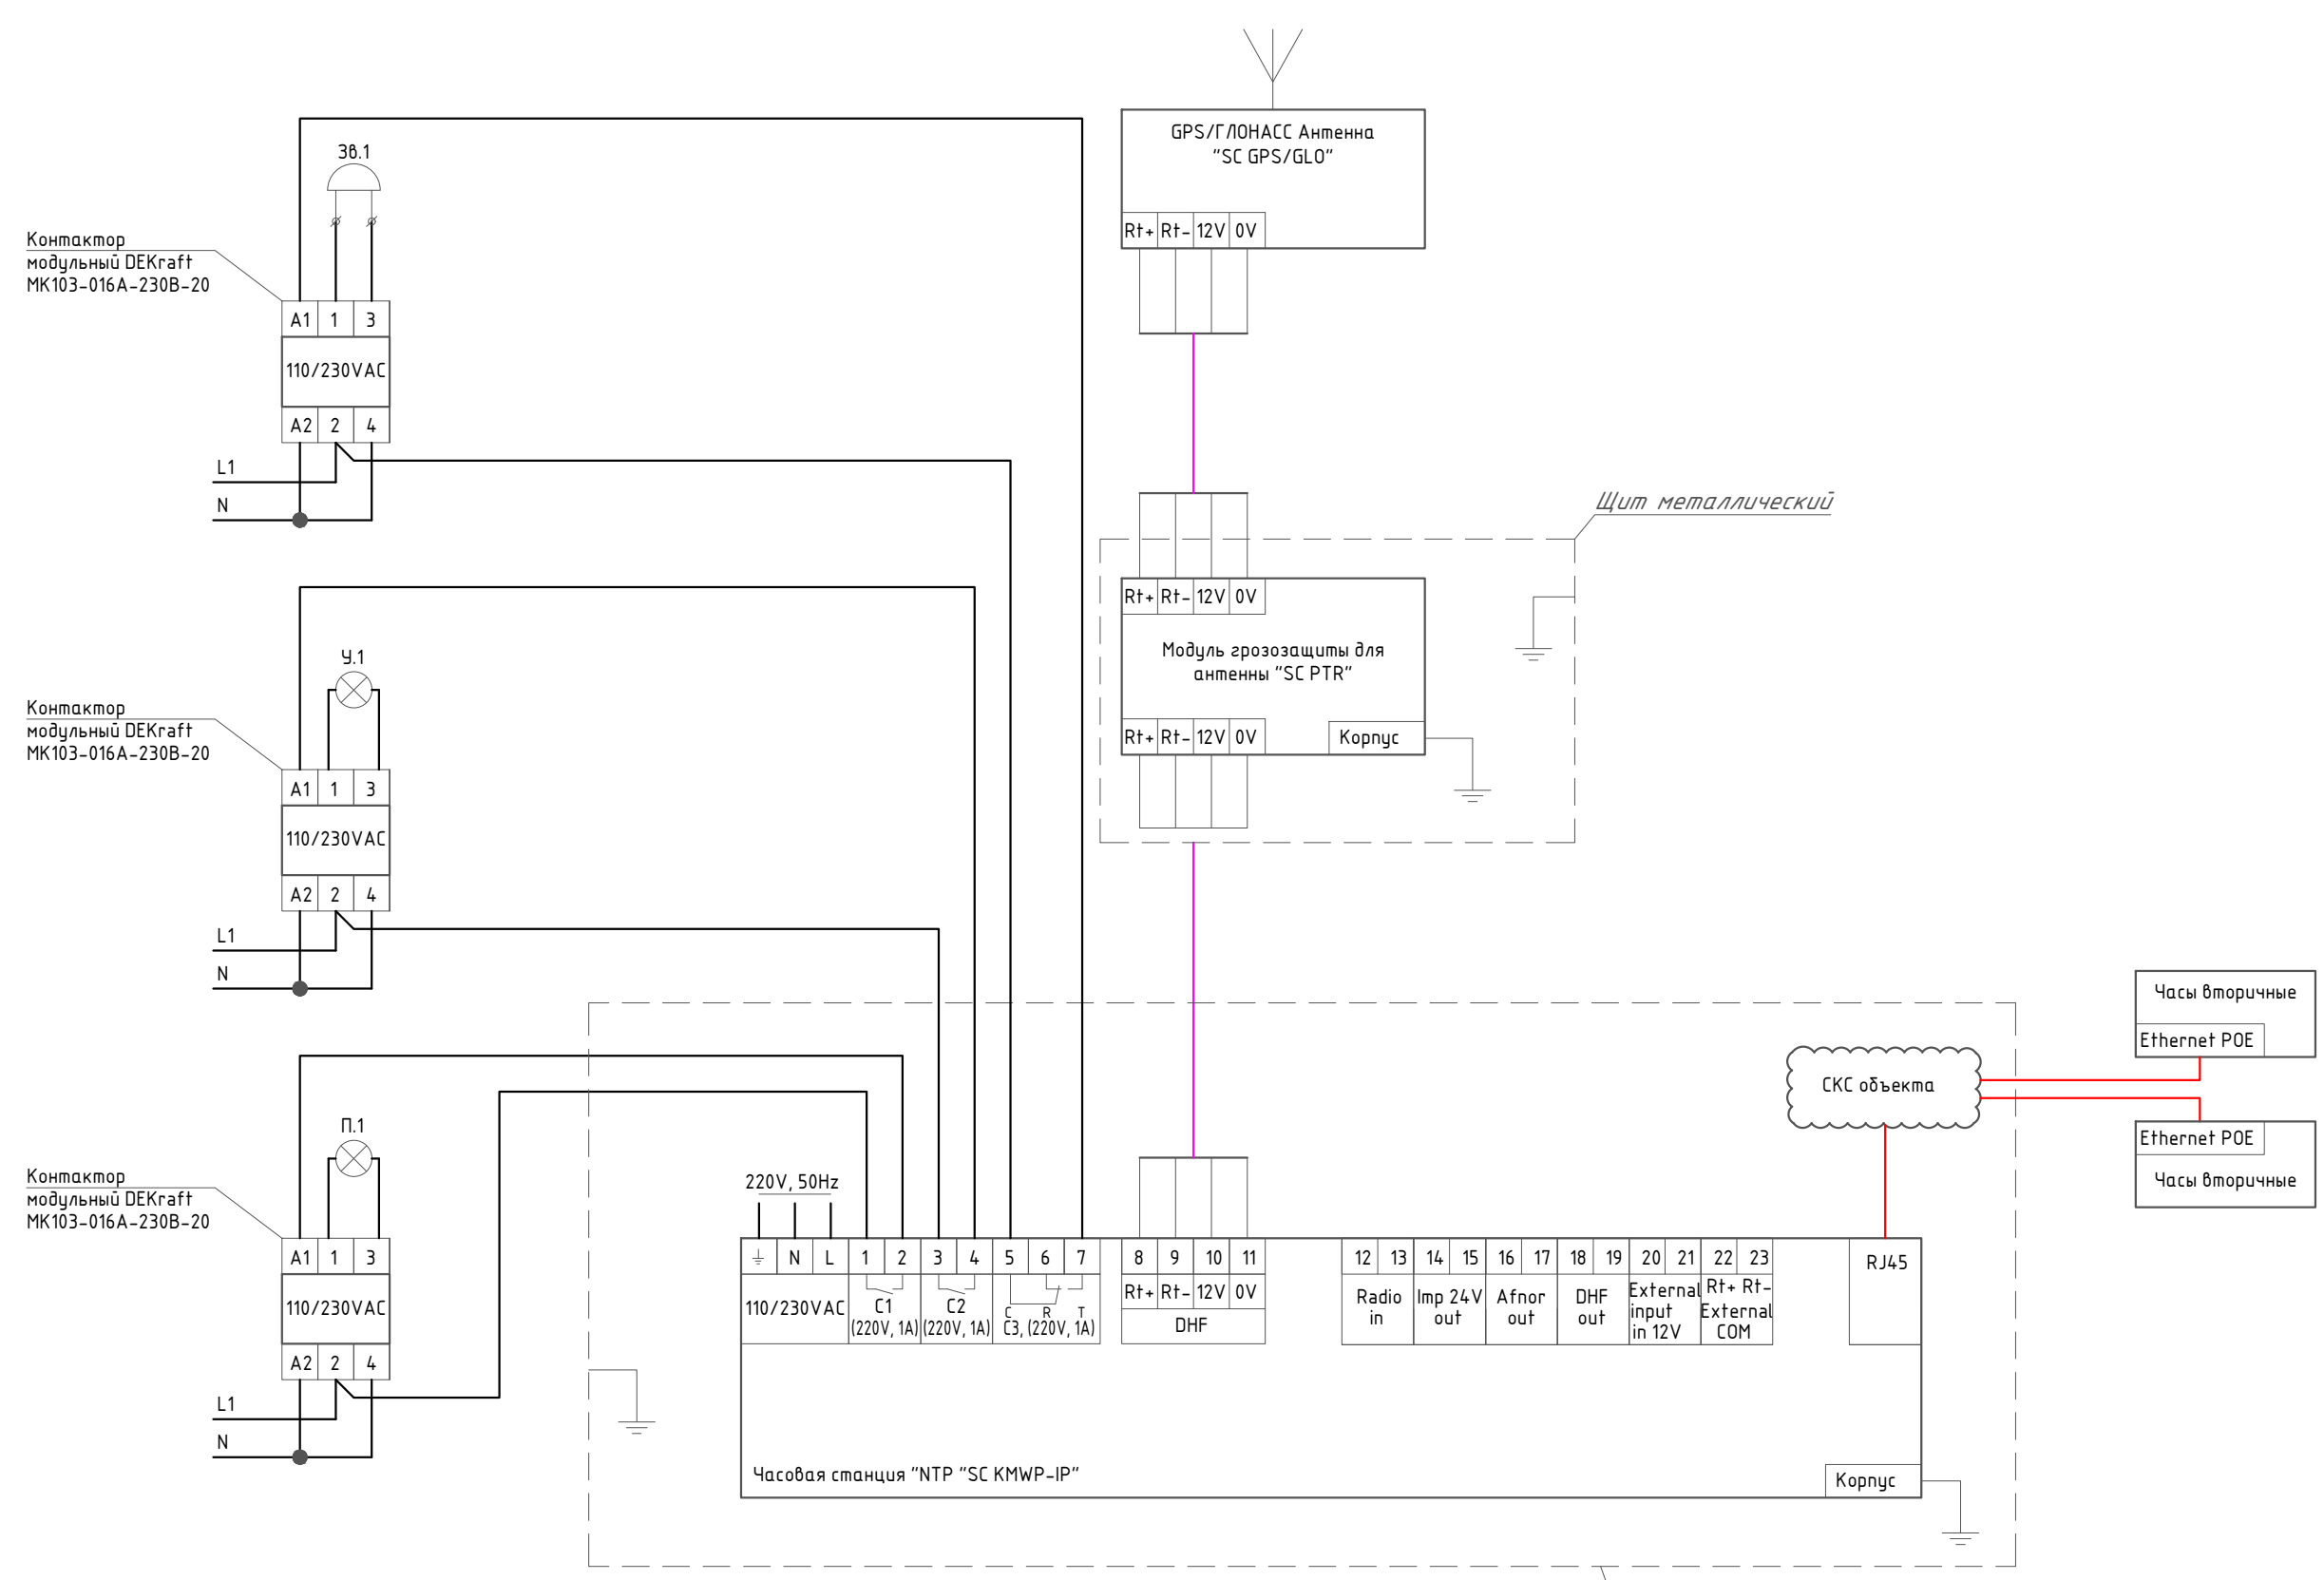 GPS/ГЛОНАСС Антенна
"SC GPS/GLO"
Rt+ Rt- 12V 0V
Зв.1
Контактор
модульный DEKraft
МК103-016А-230В-20
A1 1 3
110/230VAC
A2 2 4
L1
N
Щит металлический
Rt+ Rt- 12V 0V
Модуль грозозащиты для
антенны "SC PTR"
Rt+ Rt- 12V 0V
Корпус
У.1
Контактор
модульный DEKraft
МК103-016А-230В-20
A1 1 3
110/230VAC
A2 2 4
L1
N
Часы вторичные
Ethernet POE
СКС объекта
Ethernet POE
Часы вторичные
П.1
Контактор
модульный DEKraft
МК103-016А-230В-20
A1 1 3
110/230VAC
A2 2 4
L1
N
220V, 50Hz
N L 1 2 3 4 5 6 7 8 9 10 11 12 13 14 15 16 17 18 19 20 21 22 23
RJ45
110/230VAC
C1
(220V, 1A)
C2
(220V, 1A)
C R T
C3, (220V, 1A)
Rt+ Rt- 12V 0V
DHF
Radio
in
Imp 24V
out
Afnor
out
DHF
out
External
input
in 12V
Rt+ Rt-
External
COM
Часовая станция "NTP "SC KMWP-IP"
Корпус